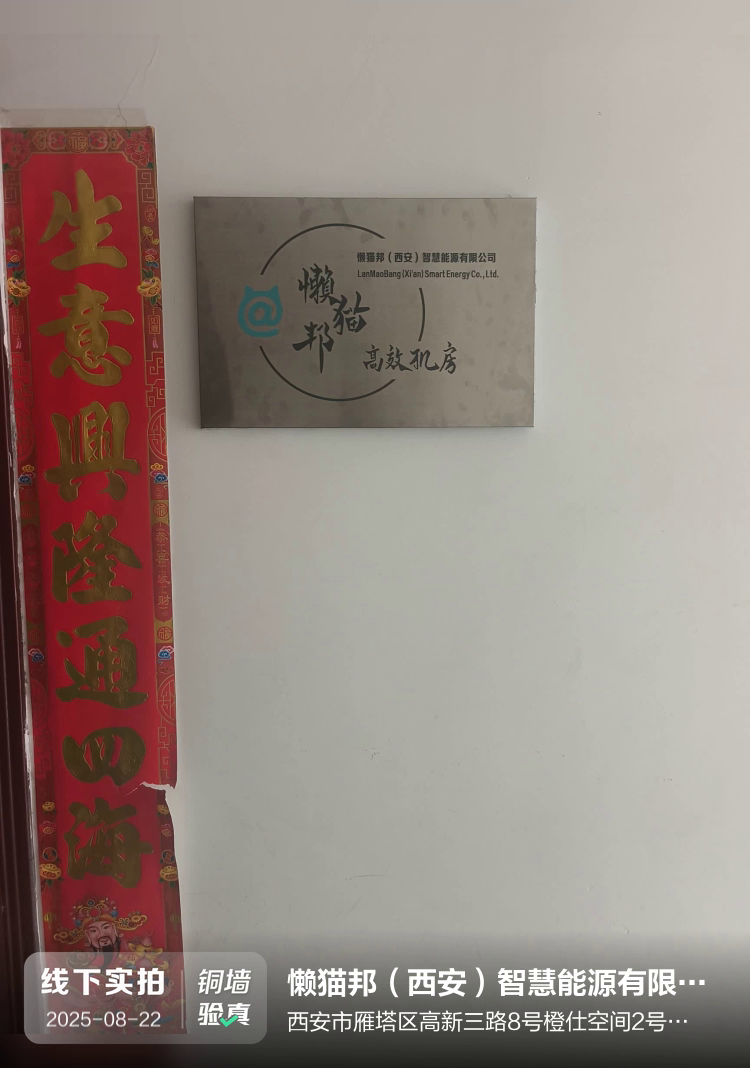 生意興隆通四海
懒猫邦（西安）智慧能源有限公司
LanMaoBang(Xi'an) Smart Energy Co., Ltd.
@
懒猫邦
高效机房
线下实拍
2025-08-22
铜墙
验真
懒猫邦（西安）智慧能源有限…
西安市雁塔区高新三路8号橙仕空间2号…